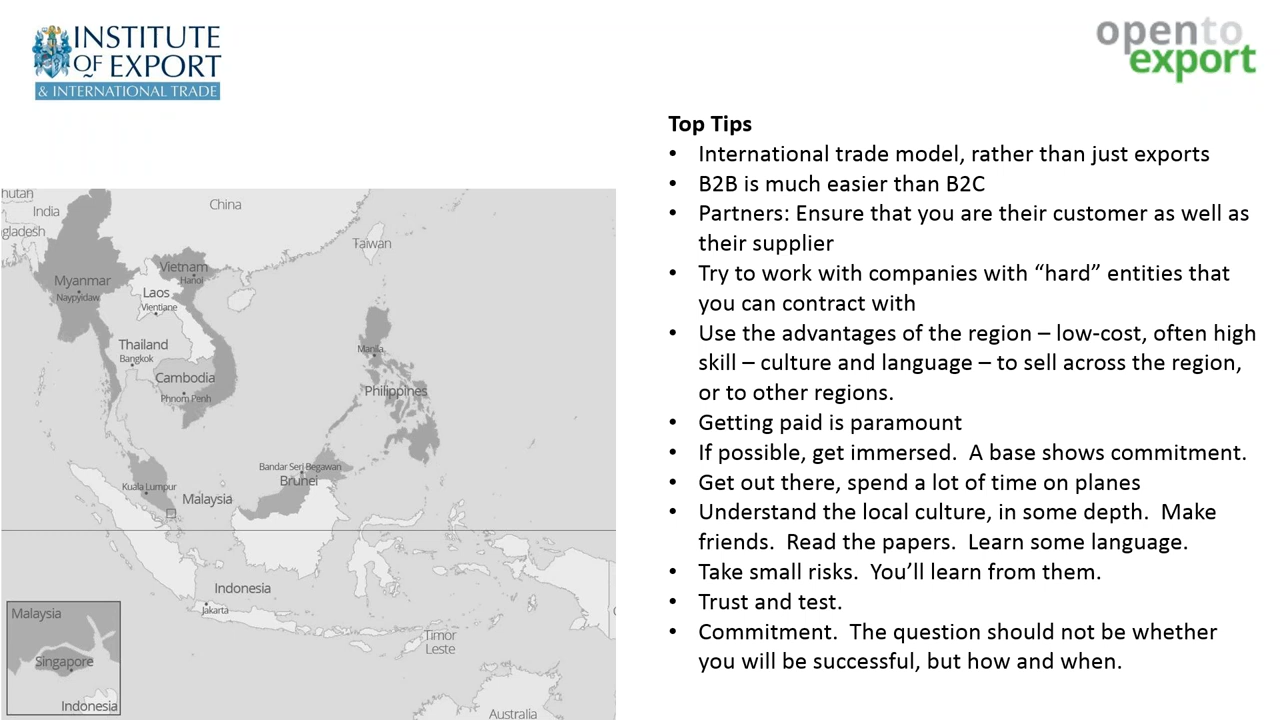 INSTITUTE
OF EXPORT
& INTERNATIONAL TRADE
open to
export
Top Tips
• International trade model, rather than just exports
• B2B is much easier than B2C
• Partners: Ensure that you are their customer as well as
their supplier
• Try to work with companies with “hard” entities that
you can contract with
• Use the advantages of the region – low-cost, often high
skill – culture and language – to sell across the region,
or to other regions.
• Getting paid is paramount
• If possible, get immersed.  A base shows commitment.
• Get out there, spend a lot of time on planes
• Understand the local culture, in some depth.  Make
friends.  Read the papers.  Learn some language.
• Take small risks.  You’ll learn from them.
• Trust and test.
• Commitment.  The question should not be whether
you will be successful, but how and when.
hutan
India
gladesh
China
Taiwan
Myanmar
Naypyidaw
Vietnam
Hanoi
Laos
Vientiane
Thailand
Bangkok
Cambodia
Phnom Penh
Manila
Philippines
Bandar Seri Begawan
Brunei
Kuala Lumpur
Malaysia
Indonesia
Jakarta
Timor
Leste
Australia
Malaysia
Singapore
Indonesia